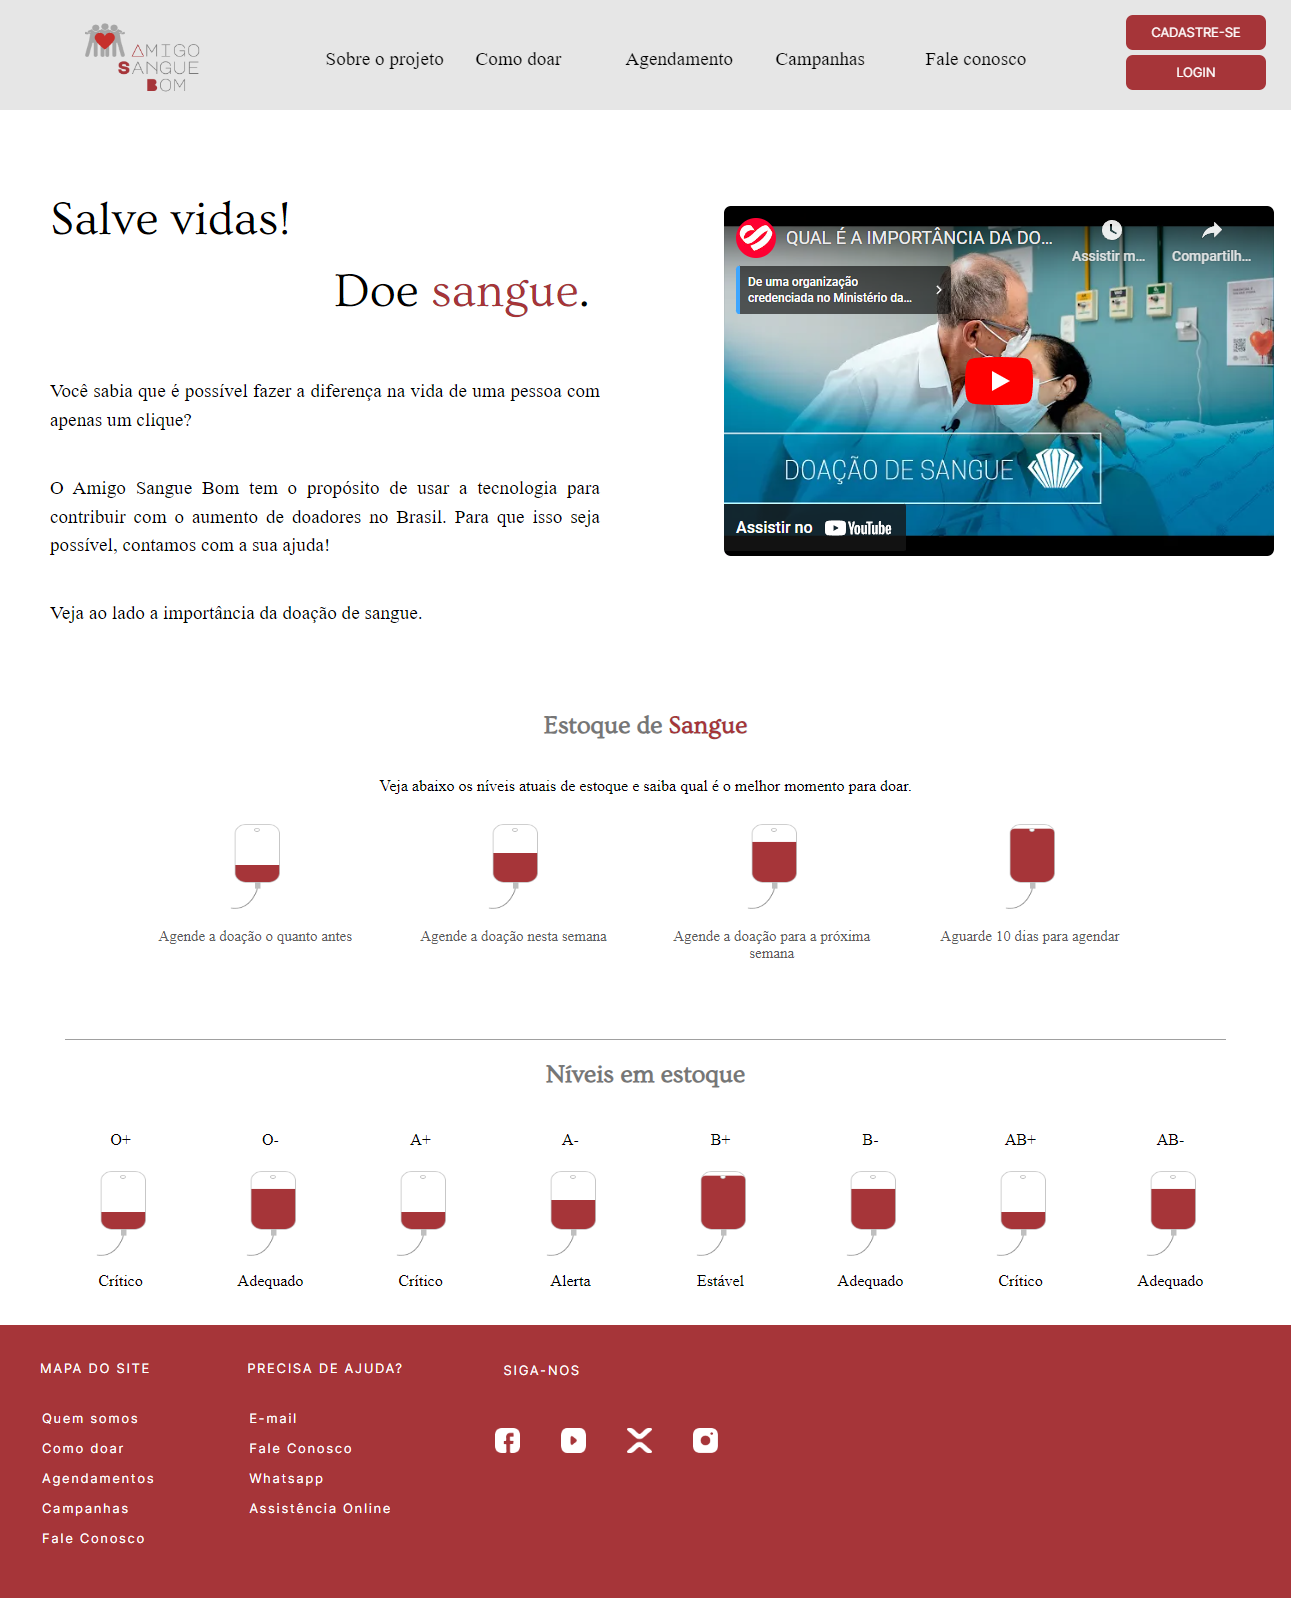 AMIGO
SANGUE
BOM
Sobre o projeto
Como doar
Agendamento
Campanhas
Fale conosco
CADASTRE-SE
LOGIN
Salve vidas!
Doe sangue.
Você sabia que é possível fazer a diferença na vida de uma pessoa com
apenas um clique?
O Amigo Sangue Bom tem o propósito de usar a tecnologia para
contribuir com o aumento de doadores no Brasil. Para que isso seja
possível, contamos com a sua ajuda!
Veja ao lado a importância da doação de sangue.
QUAL É A IMPORTÂNCIA DA DO...
Assistir m...
Compartilh...
De uma organização
credenciada no Ministério da...
DOAÇÃO DE SANGUE
Assistir no YouTube
Estoque de Sangue
Veja abaixo os níveis atuais de estoque e saiba qual é o melhor momento para doar.
Agende a doação o quanto antes
Agende a doação nesta semana
Agende a doação para a próxima
semana
Aguarde 10 dias para agendar
Níveis em estoque
O+
O-
A+
A-
B+
B-
AB+
AB-
Crítico
Adequado
Crítico
Alerta
Estável
Adequado
Crítico
Adequado
MAPA DO SITE
Quem somos
Como doar
Agendamentos
Campanhas
Fale Conosco
PRECISA DE AJUDA?
E-mail
Fale Conosco
Whatsapp
Assistência Online
SIGA-NOS